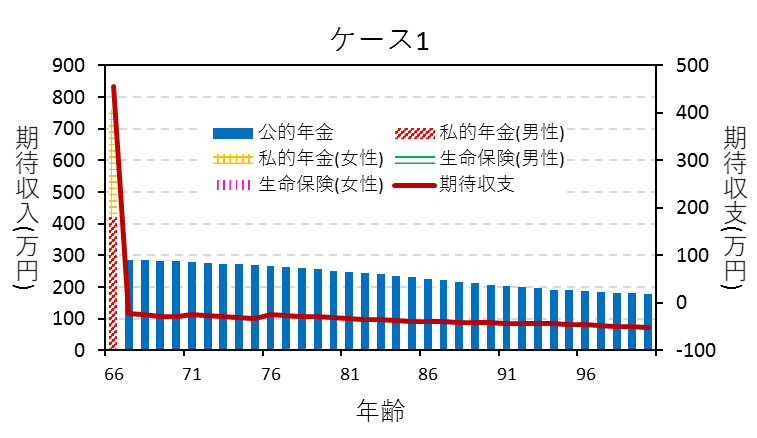 ケース1
期待収入(万円)
900
800
700
600
500
400
300
200
100
0
公的年金
私的年金(男性)
私的年金(女性)
生命保険(男性)
生命保険(女性)
期待収支
500
400
300
200
100
0
-100
期待収支(万円)
66
71
76
81
86
91
96
年齢